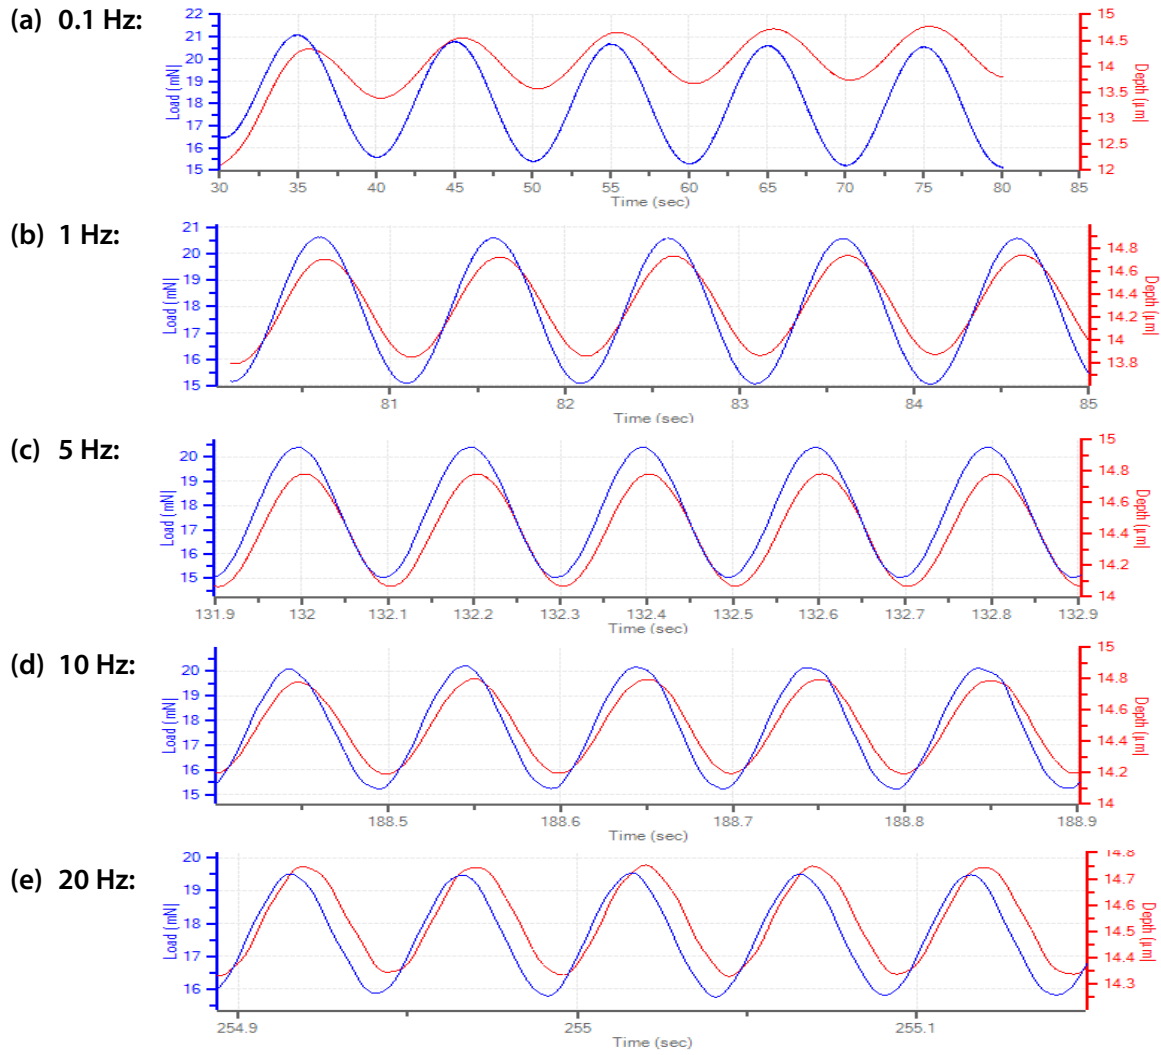 (a) 0.1 Hz:
22
21
20
19
18
17
16
15
Load (mN)
15
14.5
14
13.5
13
12.5
12
Depth (µm)
30 35 40 45 50 55 60 65 70 75 80 85
Time (sec)
(b) 1 Hz:
21
20
19
18
17
16
15
Load (mN)
14.8
14.6
14.4
14.2
14
13.8
Depth (µm)
81 82 83 84 85
Time (sec)
(c) 5 Hz:
20
19
18
17
16
15
Load (mN)
15
14.8
14.6
14.4
14.2
14
Depth (µm)
131.9 132 132.1 132.2 132.3 132.4 132.5 132.6 132.7 132.8 132.9
Time (sec)
(d) 10 Hz:
20
19
18
17
16
15
Load (mN)
15
14.8
14.6
14.4
14.2
14
Depth (µm)
188.5 188.6 188.7 188.8 188.9
Time (sec)
(e) 20 Hz:
20
19
18
17
16
Load (mN)
14.8
14.7
14.6
14.5
14.4
14.3
Depth (µm)
254.9 255 255.1
Time (sec)